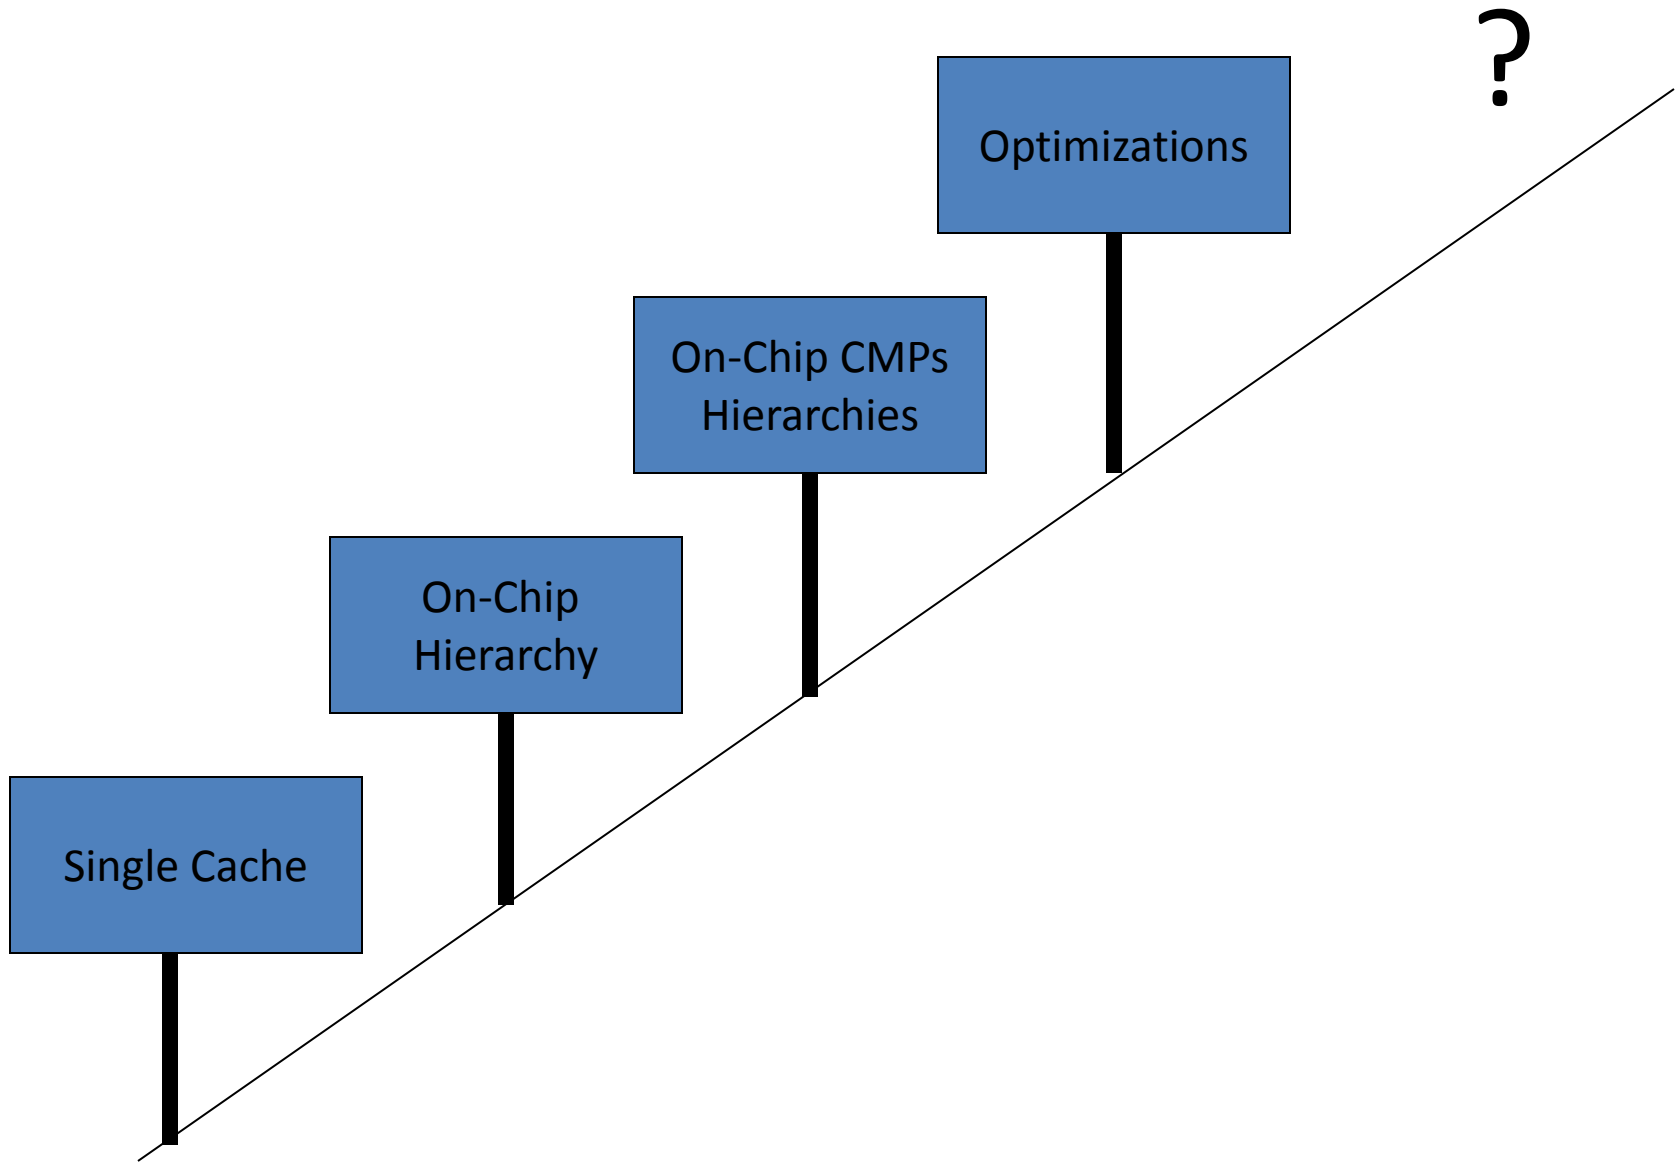 ?
Optimizations
On-Chip CMPs
Hierarchies
On-Chip
Hierarchy
Single Cache